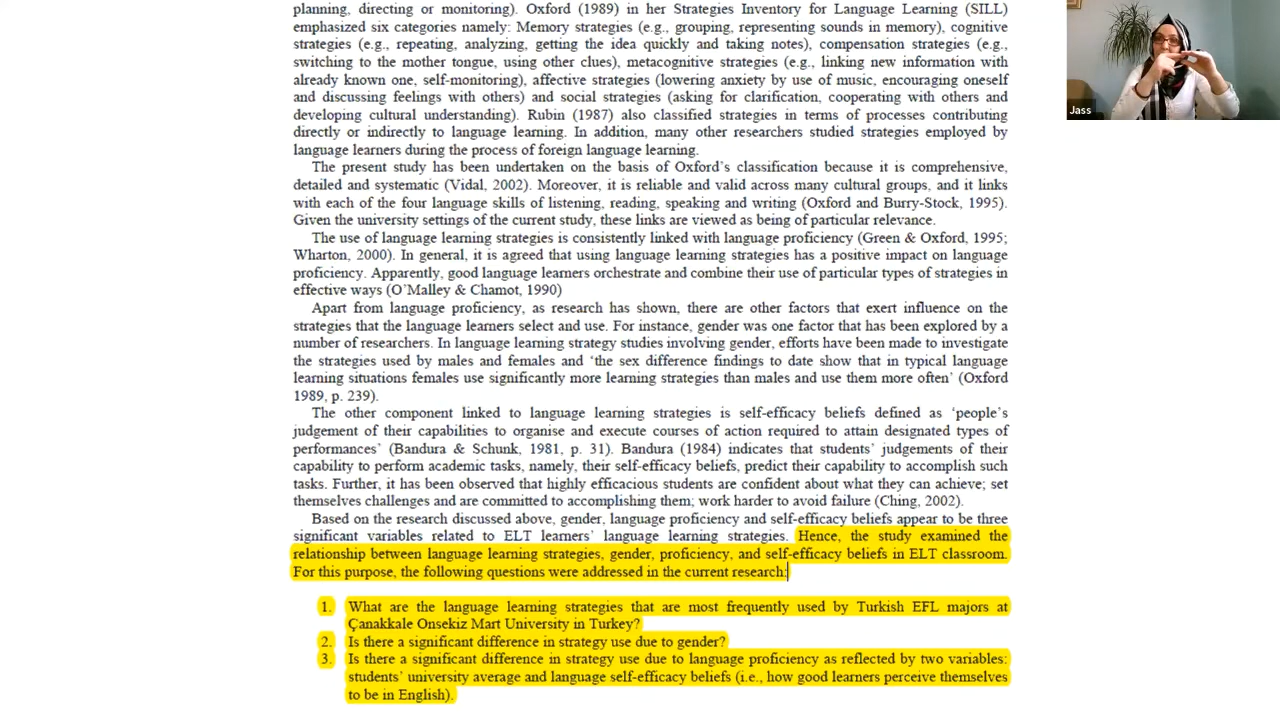 planning, directing or monitoring). Oxford (1989) in her Strategies Inventory for Language Learning (SILL)
emphasized six categories namely: Memory strategies (e.g., grouping, representing sounds in memory), cognitive
strategies (e.g., repeating, analyzing, getting the idea quickly and taking notes), compensation strategies (e.g.,
switching to the mother tongue, using other clues), metacognitive strategies (e.g., linking new information with
already known one, self-monitoring), affective strategies (lowering anxiety by use of music, encouraging oneself
and discussing feelings with others) and social strategies (asking for clarification, cooperating with others and
developing cultural understanding). Rubin (1987) also classified strategies in terms of processes contributing
directly or indirectly to language learning. In addition, many other researchers studied strategies employed by
language learners during the process of foreign language learning.
The present study has been undertaken on the basis of Oxford's classification because it is comprehensive,
detailed and systematic (Vidal, 2002). Moreover, it is reliable and valid across many cultural groups, and it links
with each of the four language skills of listening, reading, speaking and writing (Oxford and Burry-Stock, 1995).
Given the university settings of the current study, these links are viewed as being of particular relevance.
The use of language learning strategies is consistently linked with language proficiency (Green & Oxford, 1995;
Wharton, 2000). In general, it is agreed that using language learning strategies has a positive impact on language
proficiency. Apparently, good language learners orchestrate and combine their use of particular types of strategies in
effective ways (O'Malley & Chamot, 1990)
Apart from language proficiency, as research has shown, there are other factors that exert influence on the
strategies that the language learners select and use. For instance, gender was one factor that has been explored by a
number of researchers. In language learning strategy studies involving gender, efforts have been made to investigate
the strategies used by males and females and 'the sex difference findings to date show that in typical language
learning situations females use significantly more learning strategies than males and use them more often' (Oxford
1989, p. 239).
The other component linked to language learning strategies is self-efficacy beliefs defined as 'people's
judgement of their capabilities to organise and execute courses of action required to attain designated types of
performances' (Bandura & Schunk, 1981, p. 31). Bandura (1984) indicates that students' judgements of their
capability to perform academic tasks, namely, their self-efficacy beliefs, predict their capability to accomplish such
tasks. Further, it has been observed that highly efficacious students are confident about what they can achieve; set
themselves challenges and are committed to accomplishing them; work harder to avoid failure (Ching, 2002).
Based on the research discussed above, gender, language proficiency and self-efficacy beliefs appear to be three
significant variables related to ELT learners' language learning strategies. Hence, the study examined the
relationship between language learning strategies, gender, proficiency, and self-efficacy beliefs in ELT classroom.
For this purpose, the following questions were addressed in the current research:
1. What are the language learning strategies that are most frequently used by Turkish EFL majors at
Çanakkale Onsekiz Mart University in Turkey?
2. Is there a significant difference in strategy use due to gender?
3. Is there a significant difference in strategy use due to language proficiency as reflected by two variables:
students' university average and language self-efficacy beliefs (i.e., how good learners perceive themselves
to be in English).
Jass